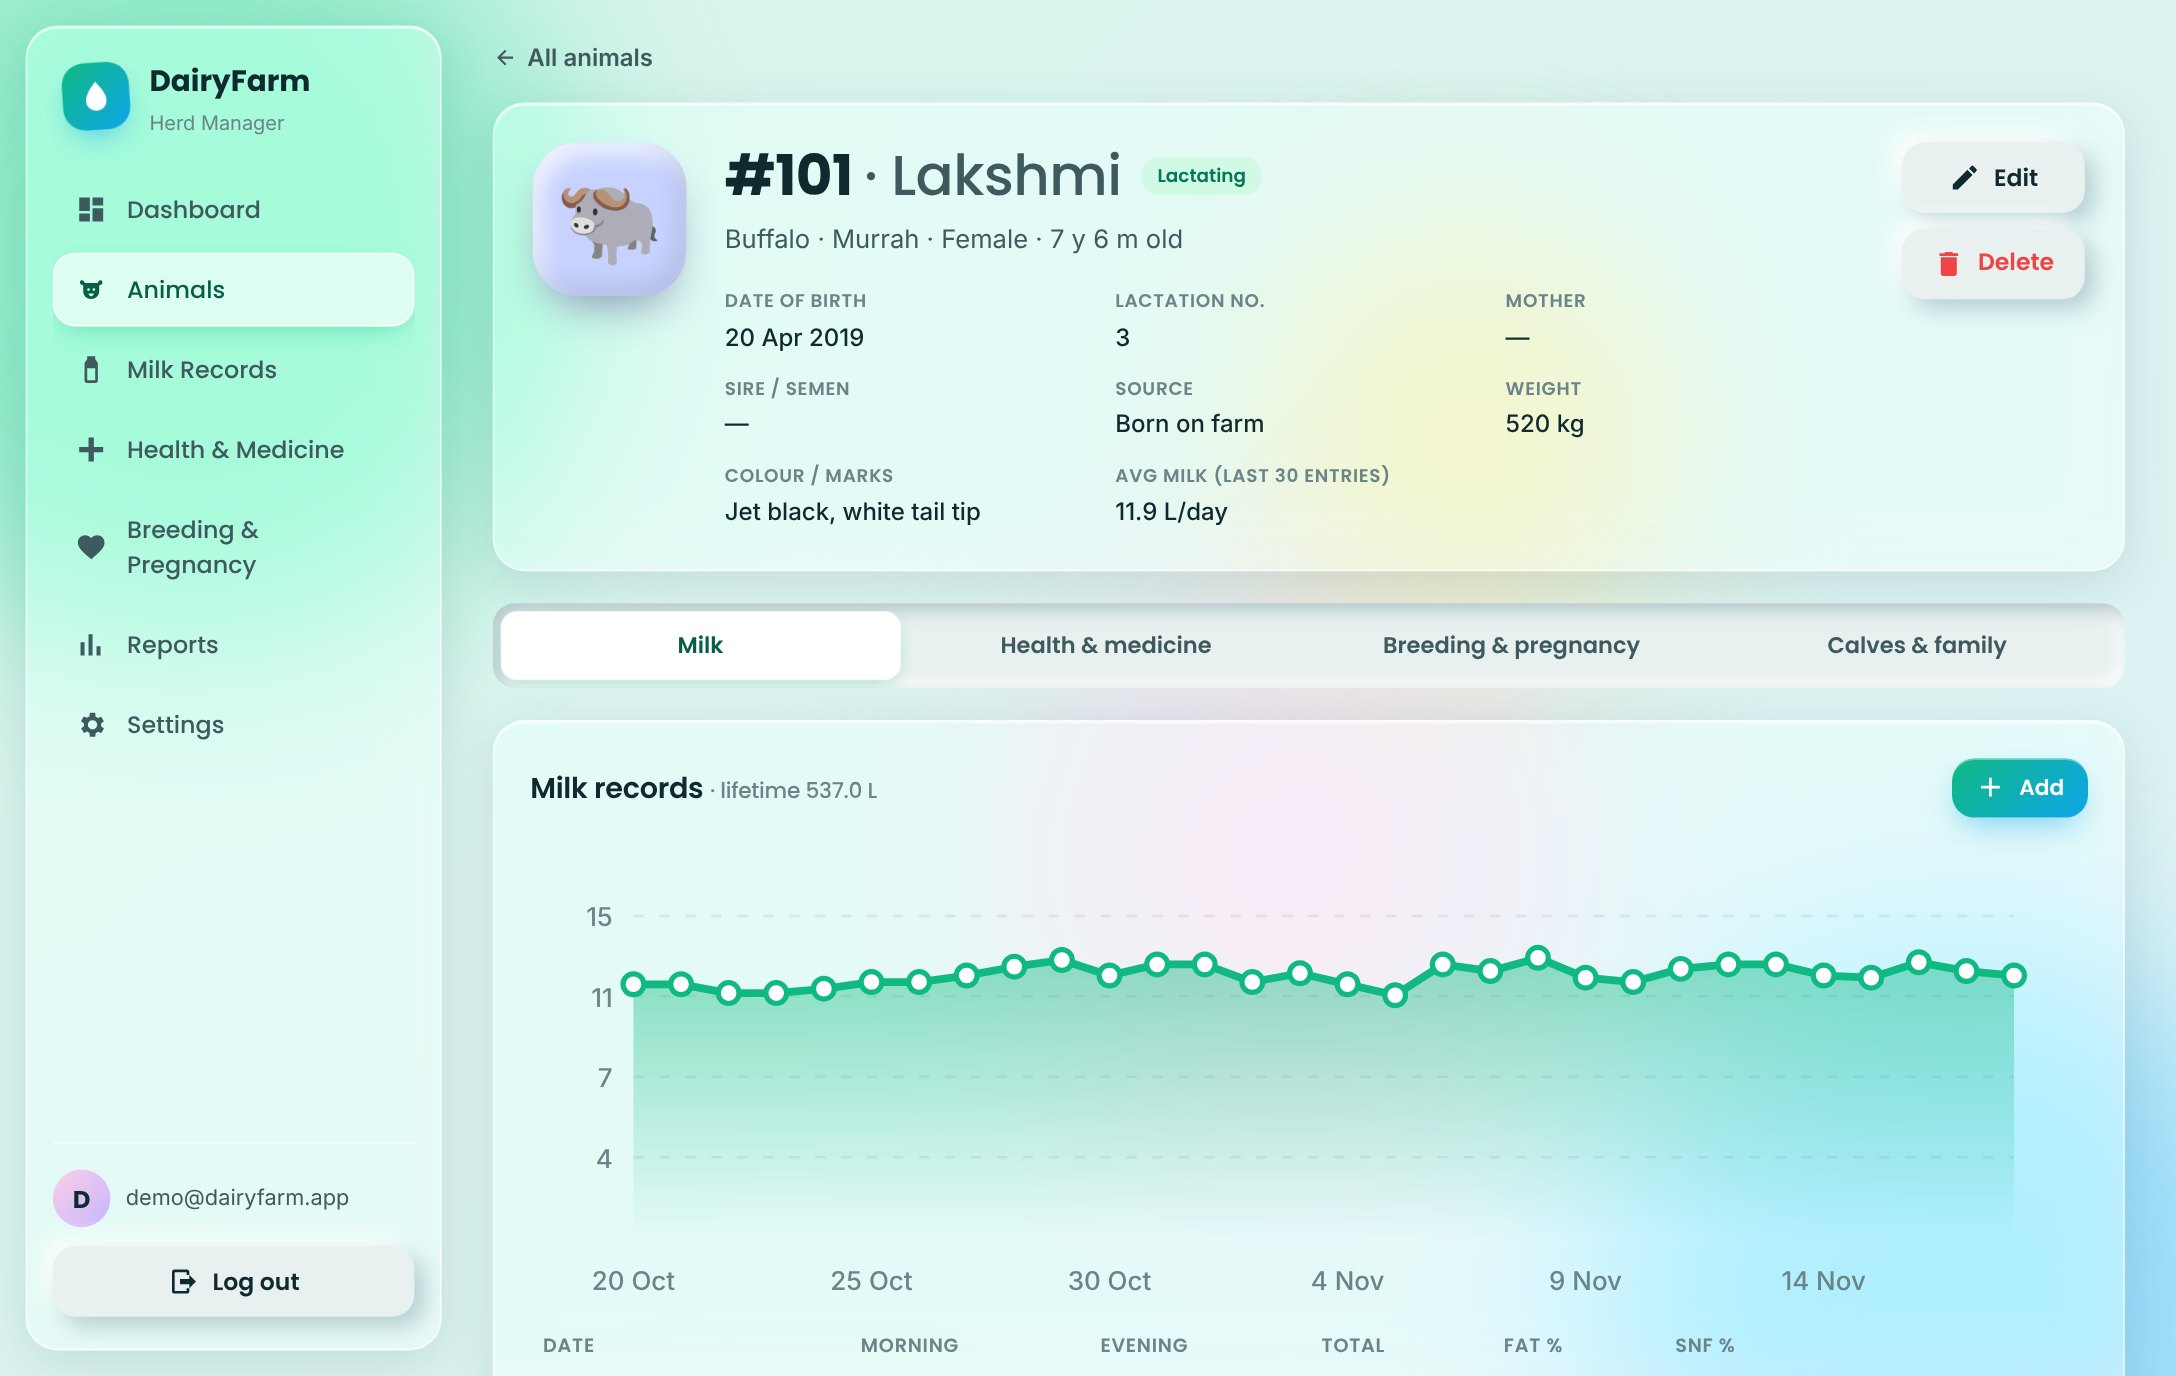 DairyFarm
Herd Manager
Dashboard
Animals
Milk Records
Health & Medicine
Breeding &
Pregnancy
Reports
Settings
D
demo@dairyfarm.app
Log out
← All animals
#101 · Lakshmi Lactating
Buffalo · Murrah · Female · 7 y 6 m old
Edit
Delete
DATE OF BIRTH LACTATION NO. MOTHER
20 Apr 2019 3 —
SIRE / SEMEN SOURCE WEIGHT
— Born on farm 520 kg
COLOUR / MARKS AVG MILK (LAST 30 ENTRIES)
Jet black, white tail tip 11.9 L/day
Milk Health & medicine Breeding & pregnancy Calves & family
Milk records · lifetime 537.0 L
+ Add
15
11
7
4
20 Oct 25 Oct 30 Oct 4 Nov 9 Nov 14 Nov
DATE MORNING EVENING TOTAL FAT % SNF %